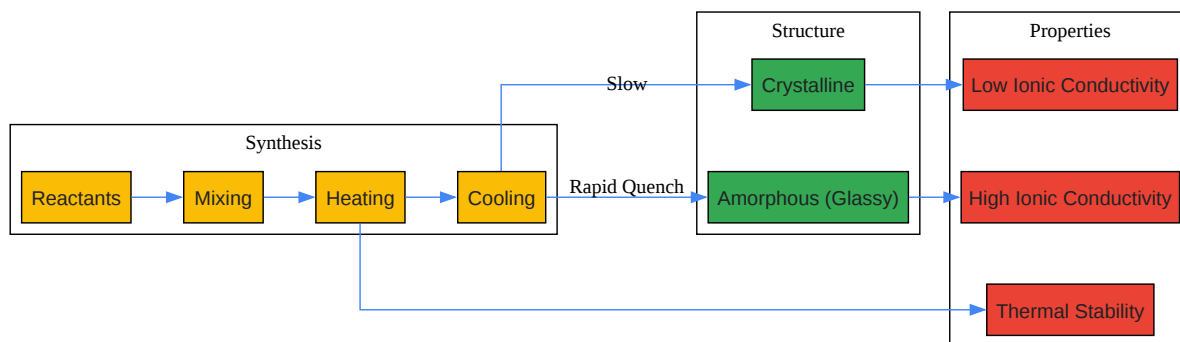 Structure
Properties
Slow
Crystalline
Low Ionic Conductivity
Synthesis
Reactants
Mixing
Heating
Cooling
Rapid Quench
Amorphous (Glassy)
High Ionic Conductivity
Thermal Stability